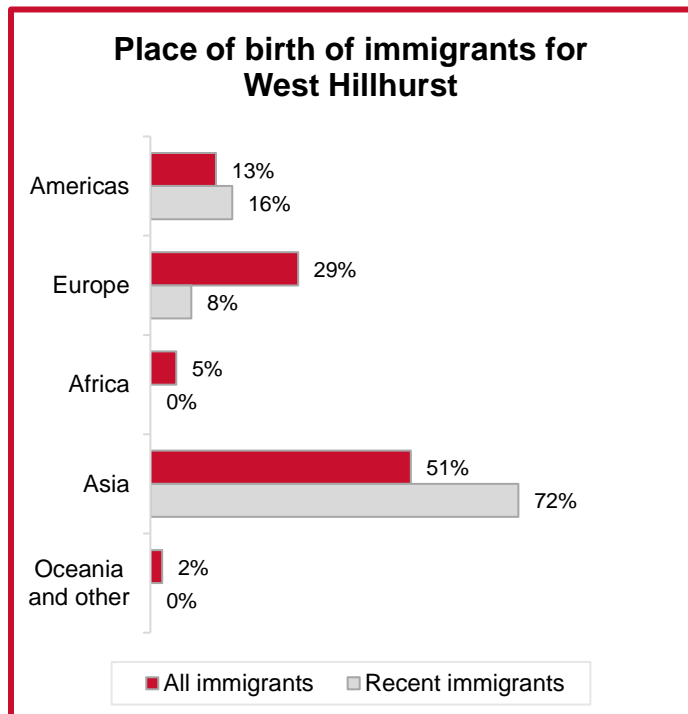 Place of birth of immigrants for
West Hillhurst
Americas
13%
16%
Europe
29%
8%
Africa
5%
0%
Asia
51%
72%
Oceania
and other
2%
0%
All immigrants
Recent immigrants